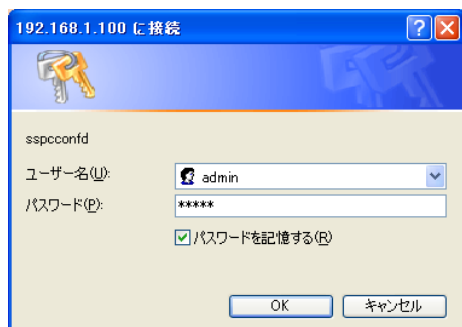 192.168.1.100 に接続
sspcconfd
ユーザー名(U):
admin
パスワード(P):
*****
パスワードを記憶する(R)
OK
キャンセル